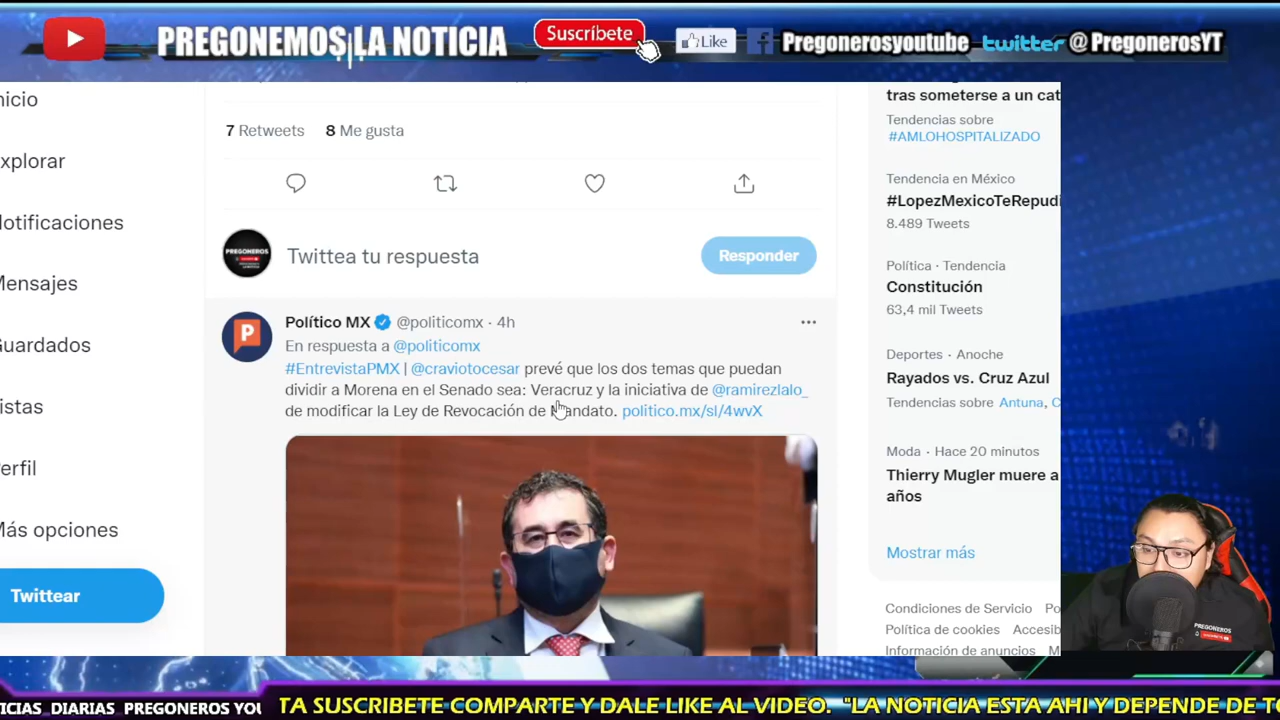 PREGONEMOS LA NOTICIA
Suscríbete
Like
Pregonerosyoutube
twitter @PregonerosYT
nicio
xplorar
Notificaciones
Mensajes
Guardados
istas
erfil
Más opciones
Twittear
7 Retweets 8 Me gusta
PREGONEROS
Twittea tu respuesta
Responder
Político MX @politicomx · 4h
En respuesta a @politicomx
#EntrevistaPMX | @craviotocesar prevé que los dos temas que puedan
dividir a Morena en el Senado sea: Veracruz y la iniciativa de @ramirezlalo_
de modificar la Ley de Revocación de Mandato. politico.mx/sl/4wvX
tras someterse a un cat
Tendencias sobre
#AMLOHOSPITALIZADO
Tendencia en México
#LopezMexicoTeRepudi
8.489 Tweets
Política · Tendencia
Constitución
63,4 mil Tweets
Deportes · Anoche
Rayados vs. Cruz Azul
Tendencias sobre Antuna, C
Moda · Hace 20 minutos
Thierry Mugler muere a
años
Mostrar más
Condiciones de Servicio Po
Política de cookies Accesib
Información de anuncios M
PREGONEROS
ICIAS DIARIAS PREGONEROS YOU
TA SUSCRIBETE COMPARTE Y DALE LIKE AL VIDEO. "LA NOTICIA ESTA AHI Y DEPENDE DE T